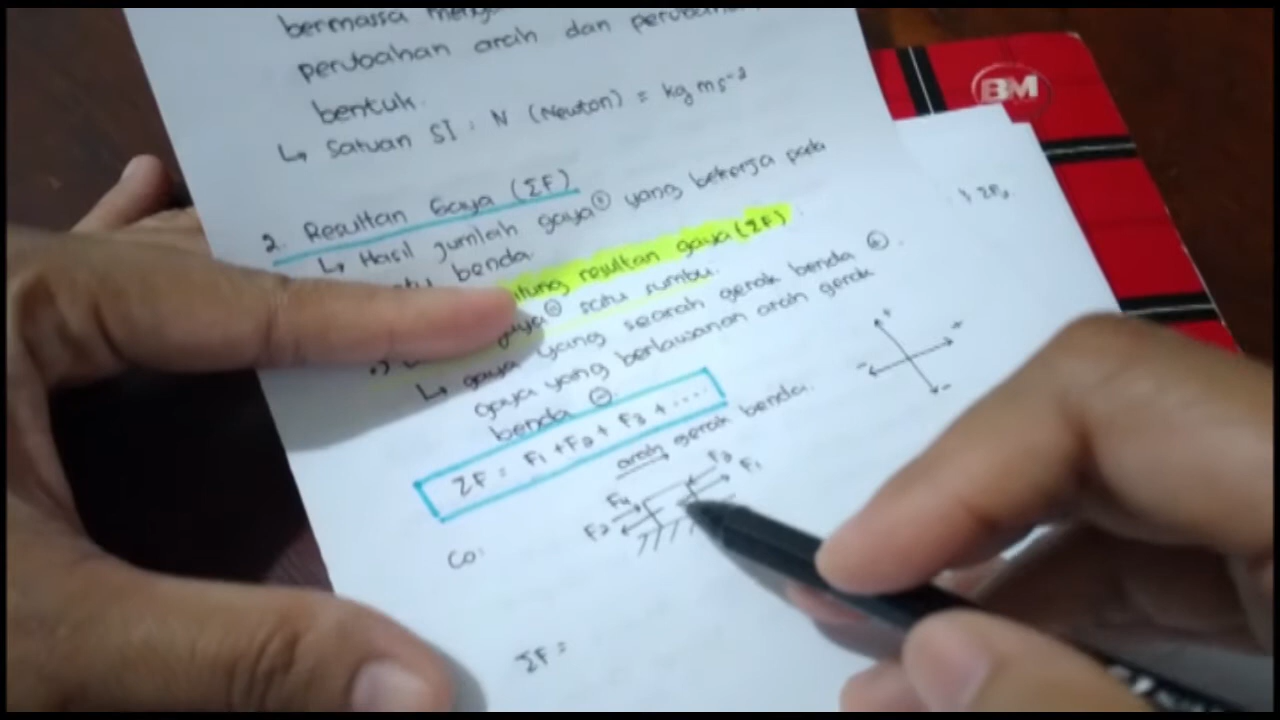 bermassa
perubahan arah dan
bentuk.
↳ Satuan SI : N (Newton) = kg ms⁻²
2. Resultan Gaya (ΣF)
↳ Hasil jumlah gaya² yang bekerja pada
benda.
resultan gaya (ΣF).
gaya⊖ satu sumbu.
↳ gaya yang searah gerak benda ⊕.
gaya yang berlawanan arah gerak
benda ⊖.
ΣF = F₁ + F₂ + F₃ + ....
arah gerak benda.
F₃
F₁
F₄
F₂
Co:
ΣF =
+
+
-
-
BM